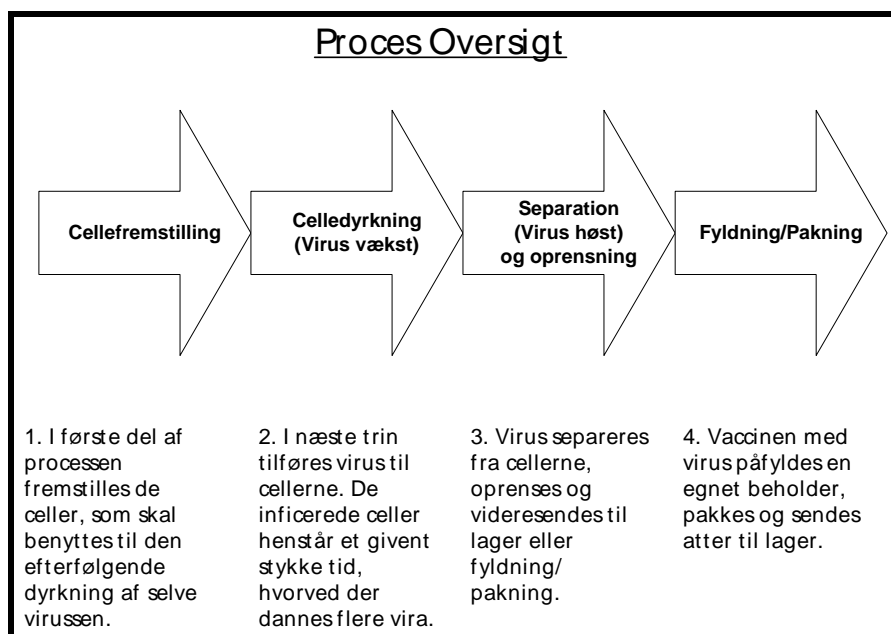 Proces Oversigt
Cellefremstilling
Celledyrkning
(Virus vækst)
Separation
(Virus høst)
og oprensning
Fyldning/Pakning
1. I første del af
processen
fremstilles de
celler, som skal
benyttes til den
efterfølgende
dyrkning af selve
virussen.
2. I næste trin
tilføres virus til
cellerne. De
inficerede celler
henstår et givent
stykke tid,
hvorved der
dannes flere vira.
3. Virus separeres
fra cellerne,
oprenses og
videresendes til
lager eller
fyldning/
pakning.
4. Vaccinen med
virus påfyldes en
egnet beholder,
pakkes og sendes
atter til lager.